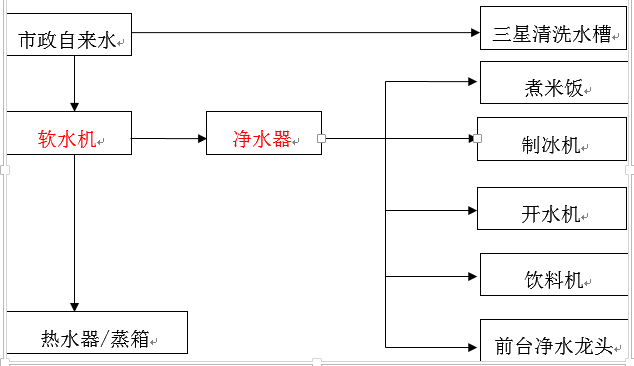 市政自来水
三星清洗水槽
煮米饭
软水机
净水器
制冰机
开水机
饮料机
热水器/蒸箱
前台净水龙头